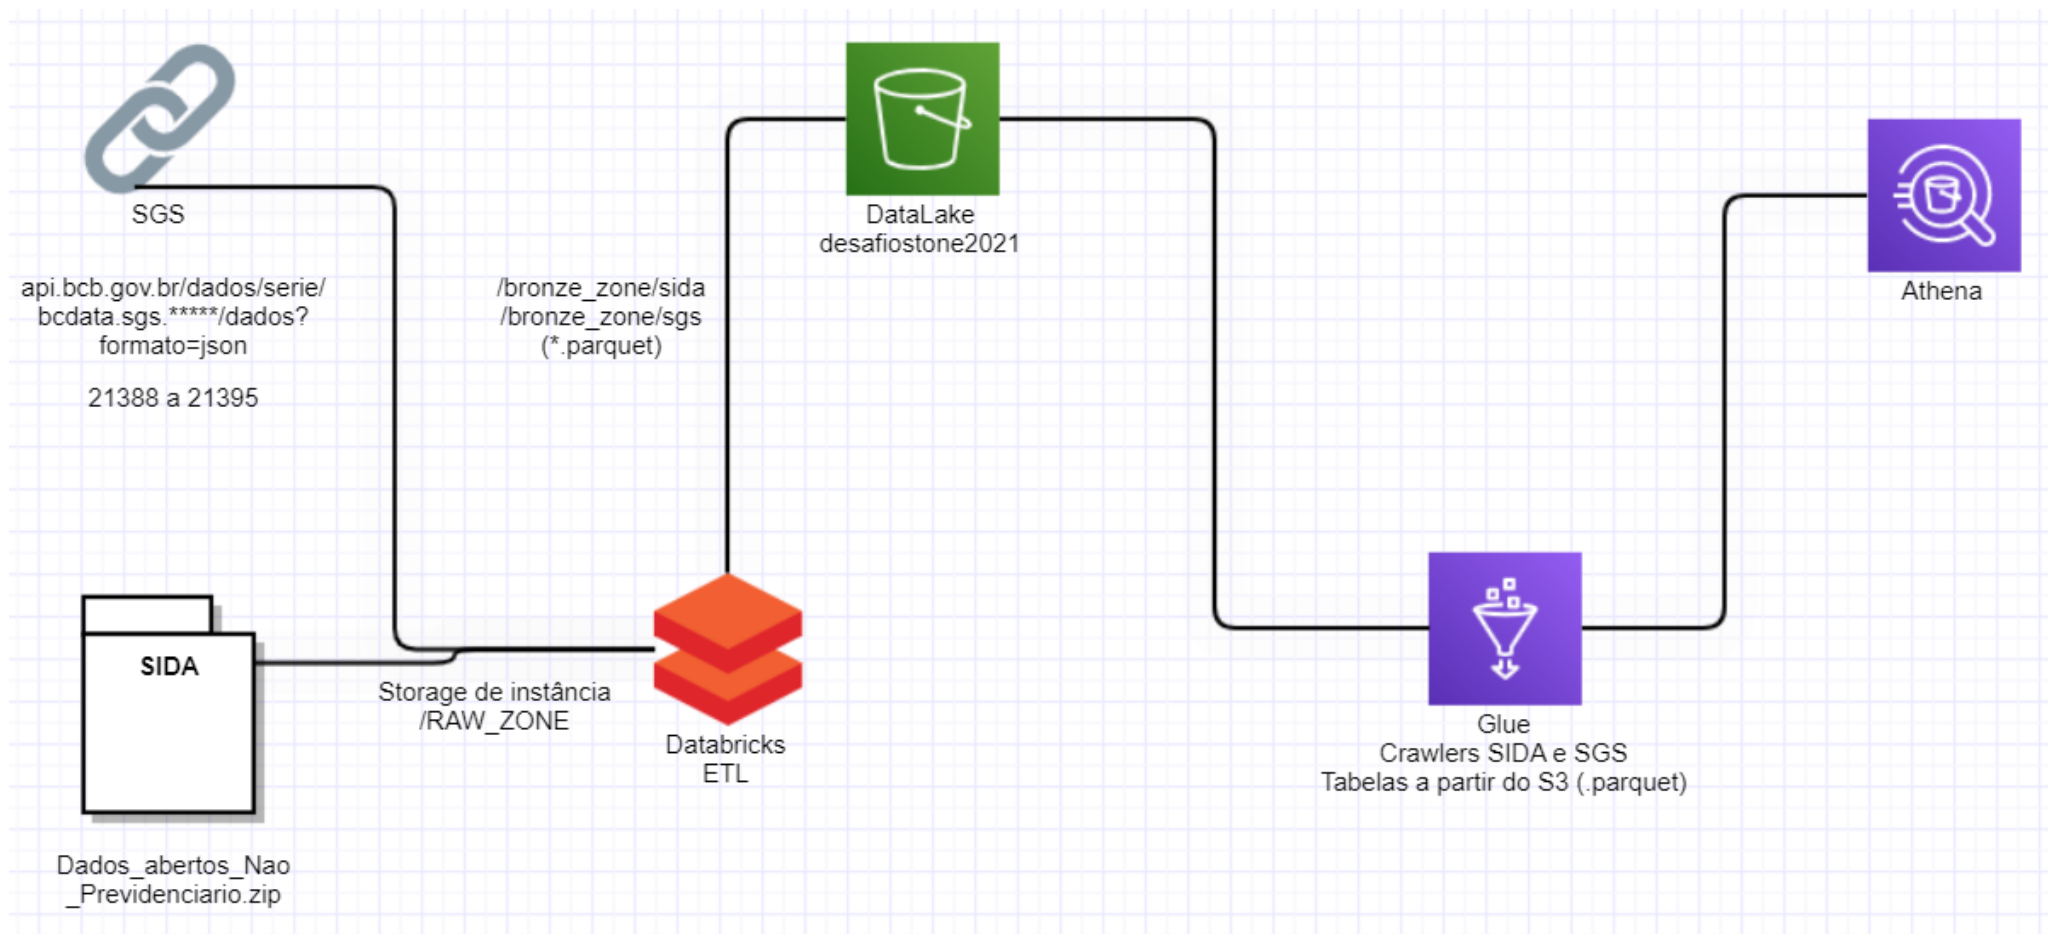 SGS
api.bcb.gov.br/dados/serie/
bcdata.sgs.*****/dados?
formato=json
21388 a 21395
/bronze_zone/sida
/bronze_zone/sgs
(*.parquet)
DataLake
desafiostone2021
Athena
SIDA
Dados_abertos_Nao
_Previdenciario.zip
Storage de instância
/RAW_ZONE
Databricks
ETL
Glue
Crawlers SIDA e SGS
Tabelas a partir do S3 (.parquet)